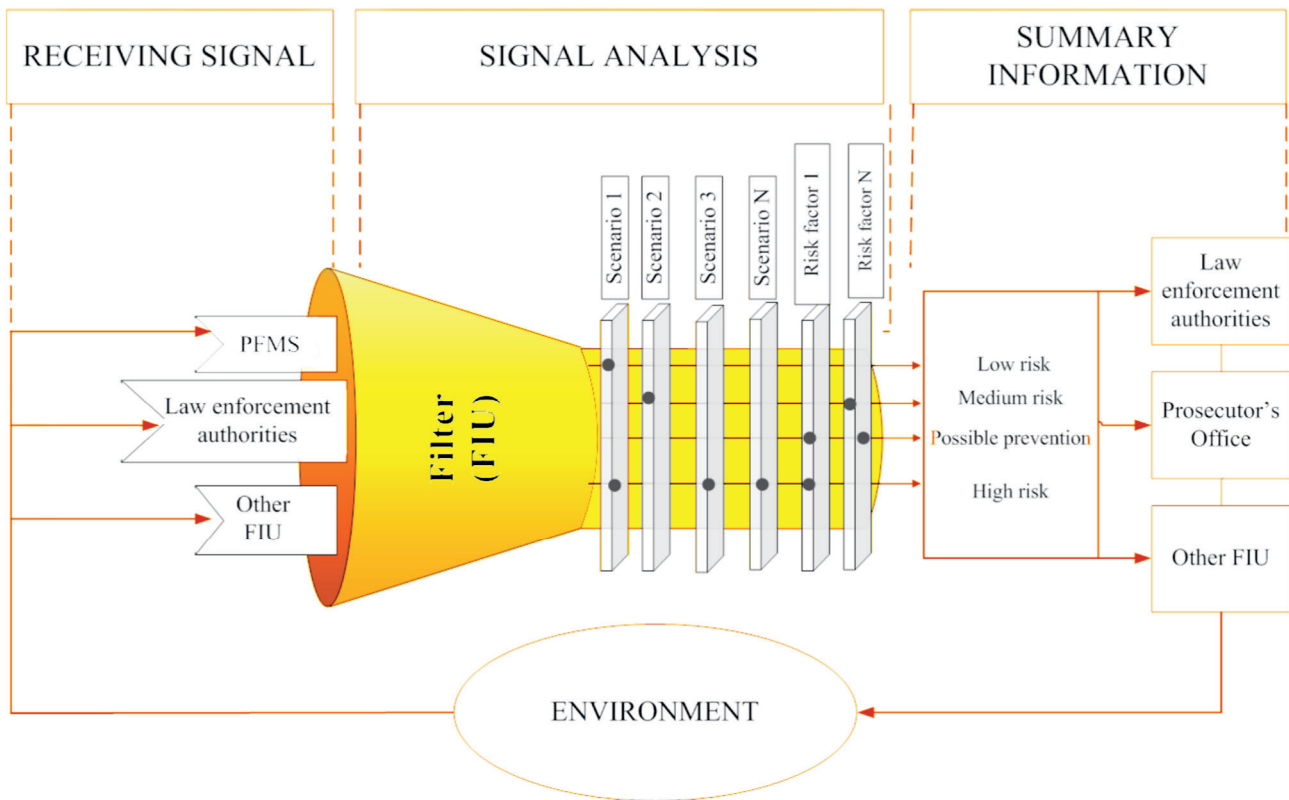 RECEIVING SIGNAL
SIGNAL ANALYSIS
SUMMARY
INFORMATION
Scenario 1
Scenario 2
Scenario 3
Scenario N
Risk factor 1
Risk factor N
PFMS
Law enforcement
authorities
Other
FIU
Filter
(FIU)
Low risk
Medium risk
Possible prevention
High risk
Law
enforcement
authorities
Prosecutor's
Office
Other FIU
ENVIRONMENT